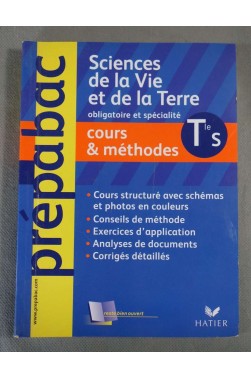 prépabac
www.prepabac.com
Sciences
de la Vie
et de la Terre
obligatoire et spécialité
cours
& méthodes
Tle S
• Cours structuré avec schémas
et photos en couleurs
• Conseils de méthode
• Exercices d'application
• Analyses de documents
• Corrigés détaillés
HATIER